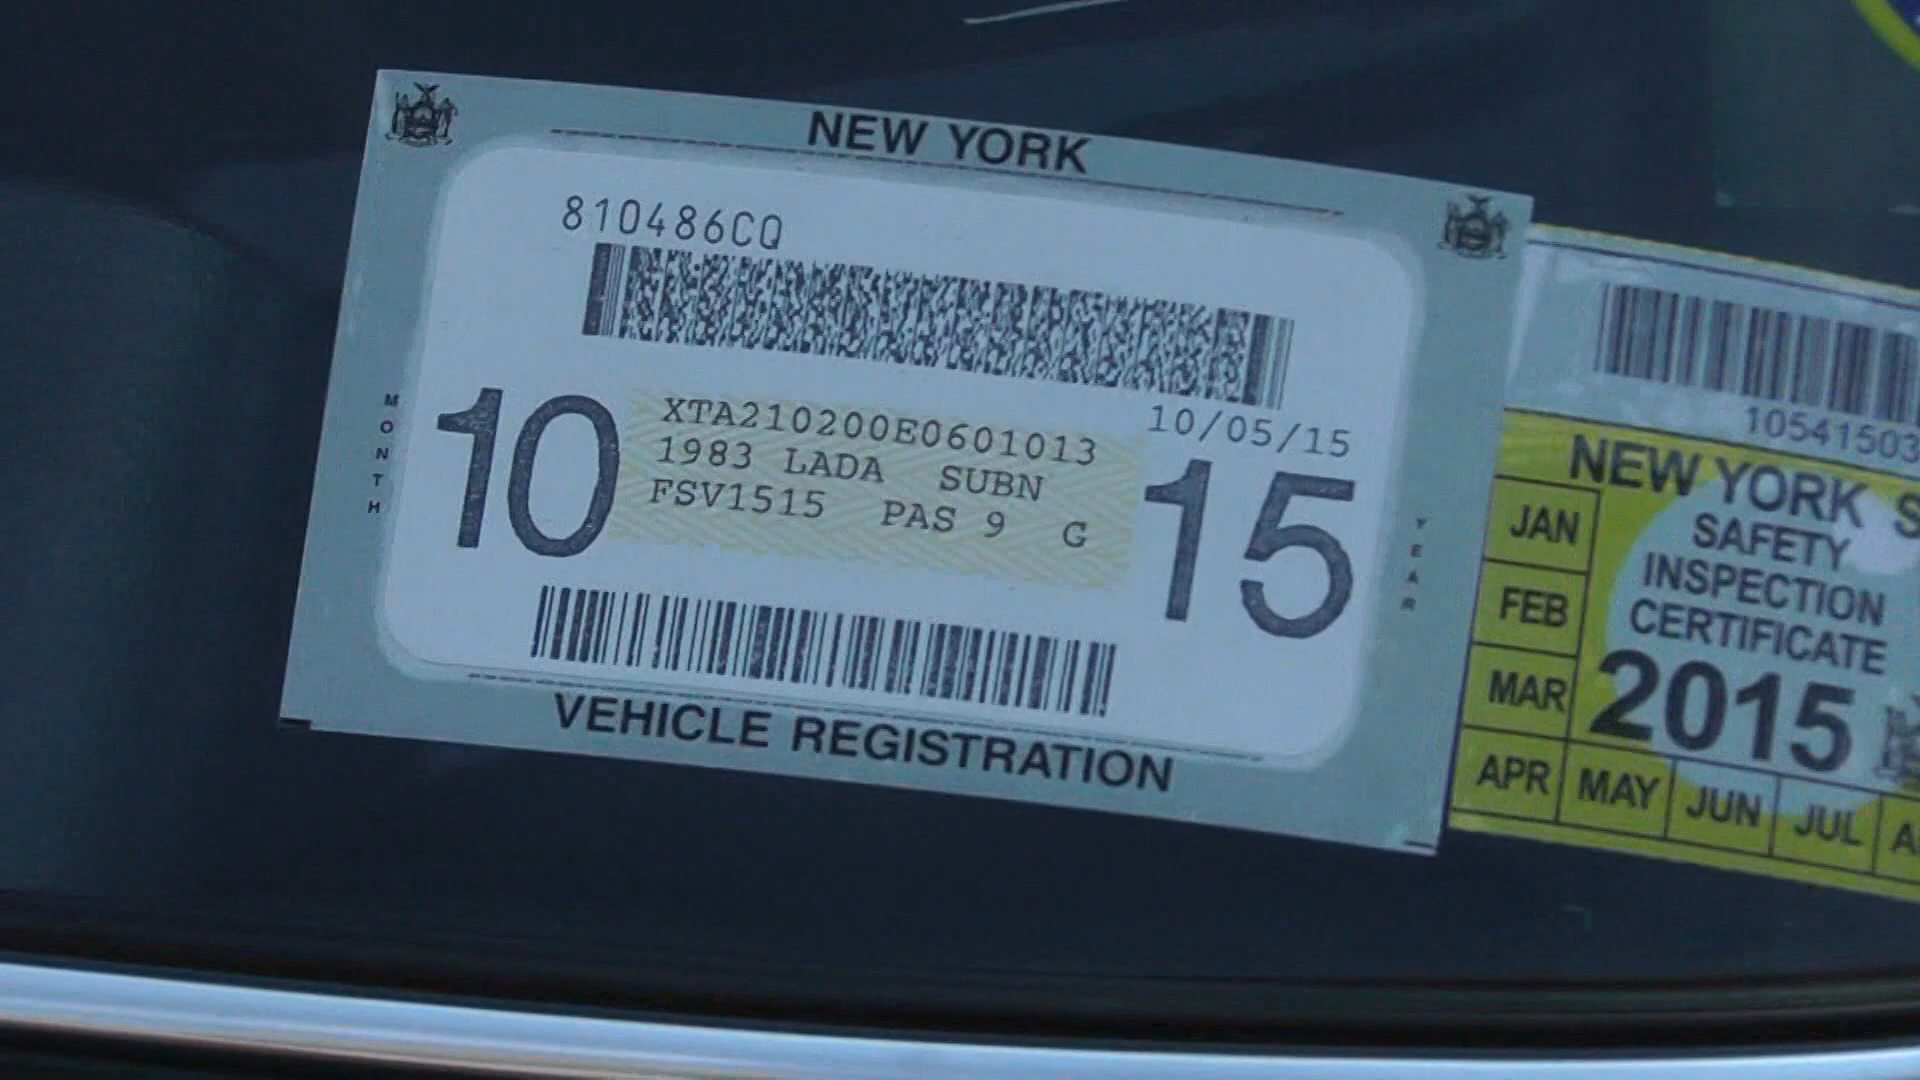 NEW YORK
810486CQ
MONTH
10
XTA210200E0601013
1983 LADA SUBN
FSV1515 PAS 9 G
10/05/15
15
YEAR
VEHICLE REGISTRATION
10541503
NEW YORK S
SAFETY
INSPECTION
CERTIFICATE
2015
JAN
FEB
MAR
APR MAY JUN JUL A